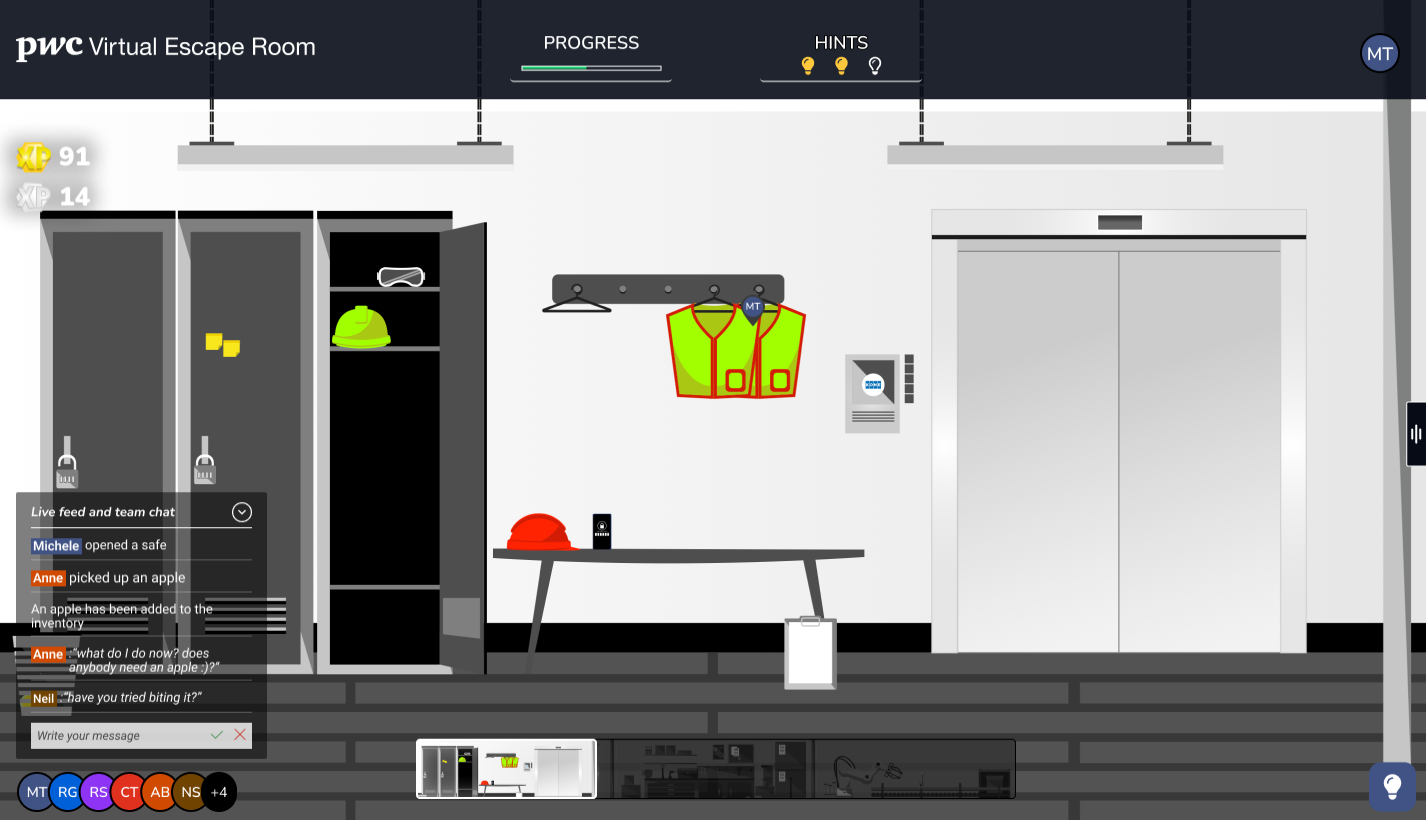 pwc Virtual Escape Room
PROGRESS
HINTS
MT
XP 91
XP 14
MT
Live feed and team chat
Michele opened a safe
Anne picked up an apple
An apple has been added to the
inventory
Anne :“what do I do now? does
anybody need an apple :)?”
Neil :“have you tried biting it?”
Write your message
MT RG RS CT AB NS +4